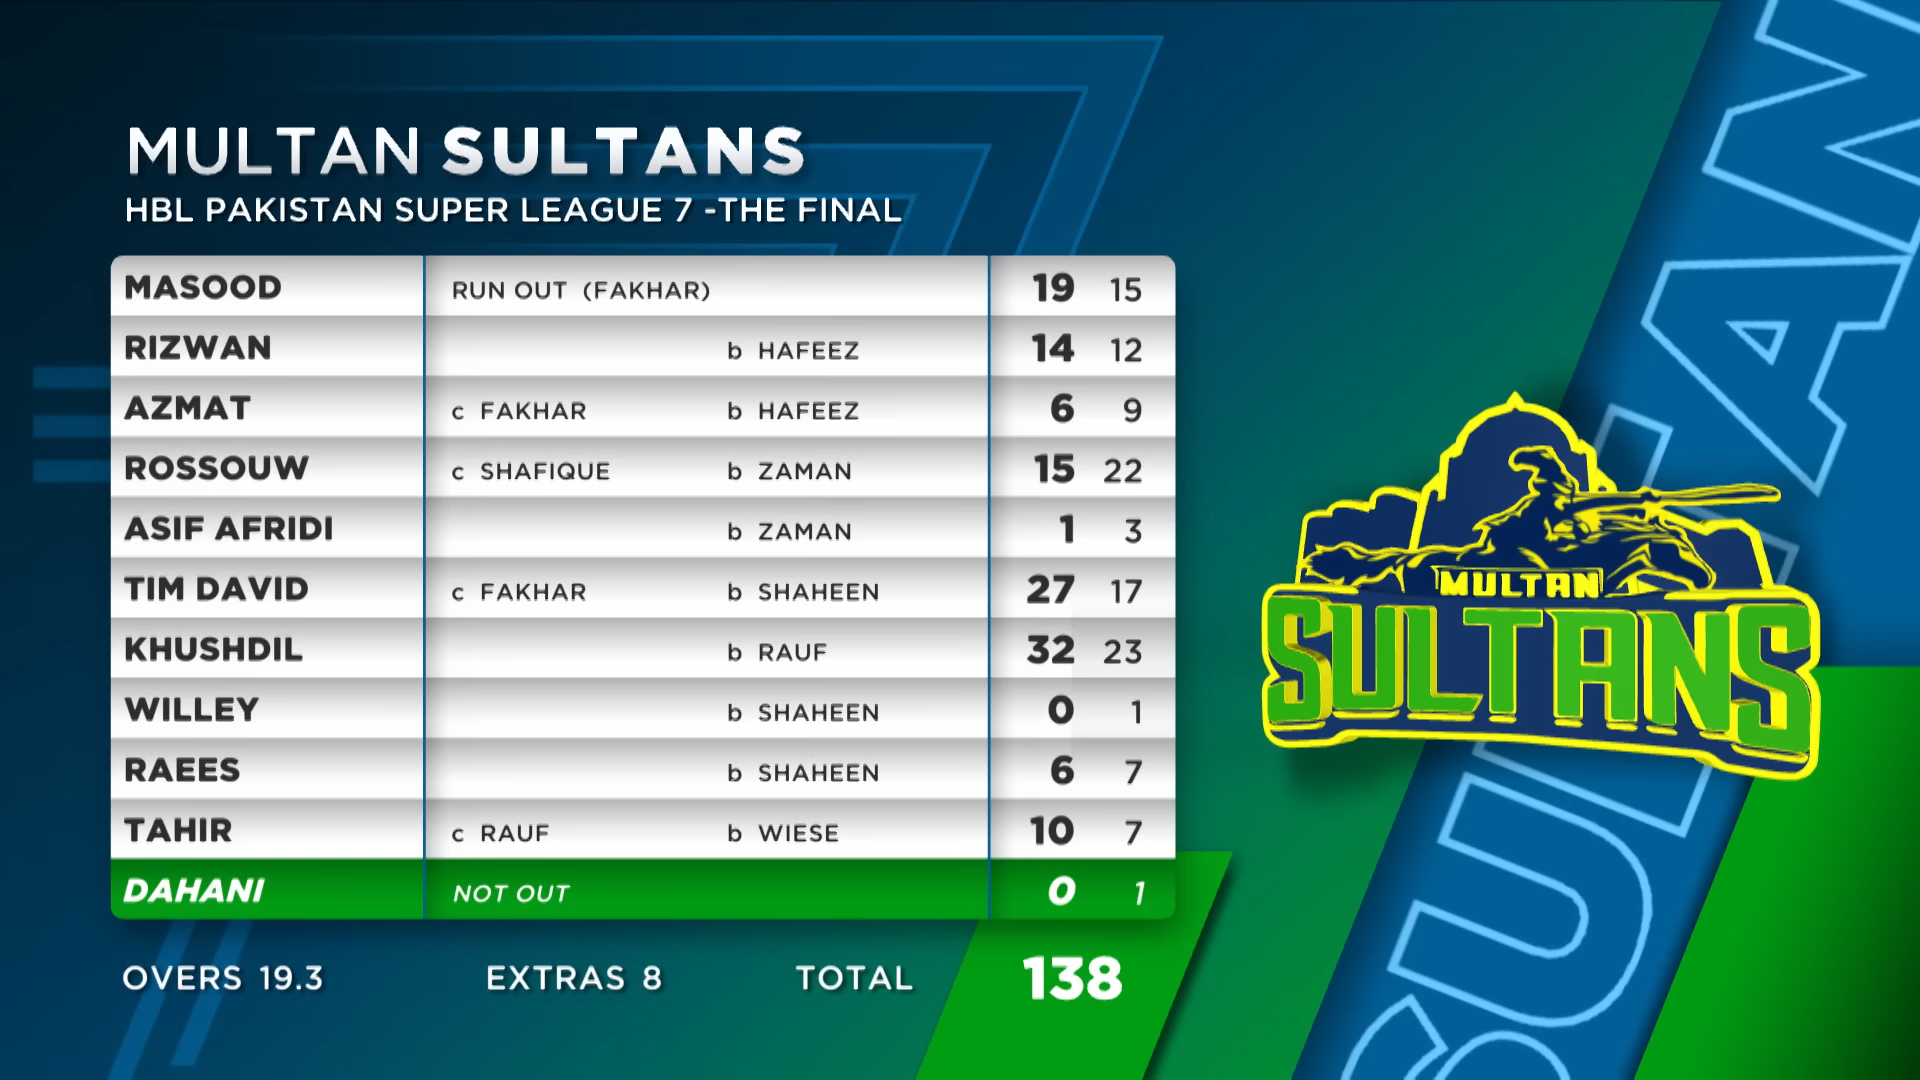 MULTAN SULTANS
HBL PAKISTAN SUPER LEAGUE 7 -THE FINAL
MASOOD RUN OUT (FAKHAR) 19 15
RIZWAN b HAFEEZ 14 12
AZMAT c FAKHAR b HAFEEZ 6 9
ROSSOUW c SHAFIQUE b ZAMAN 15 22
ASIF AFRIDI b ZAMAN 1 3
TIM DAVID c FAKHAR b SHAHEEN 27 17
KHUSHDIL b RAUF 32 23
WILLEY b SHAHEEN 0 1
RAEES b SHAHEEN 6 7
TAHIR c RAUF b WIESE 10 7
DAHANI NOT OUT 0 1
OVERS 19.3 EXTRAS 8 TOTAL 138
MULTAN
SULTANS
SULTAN